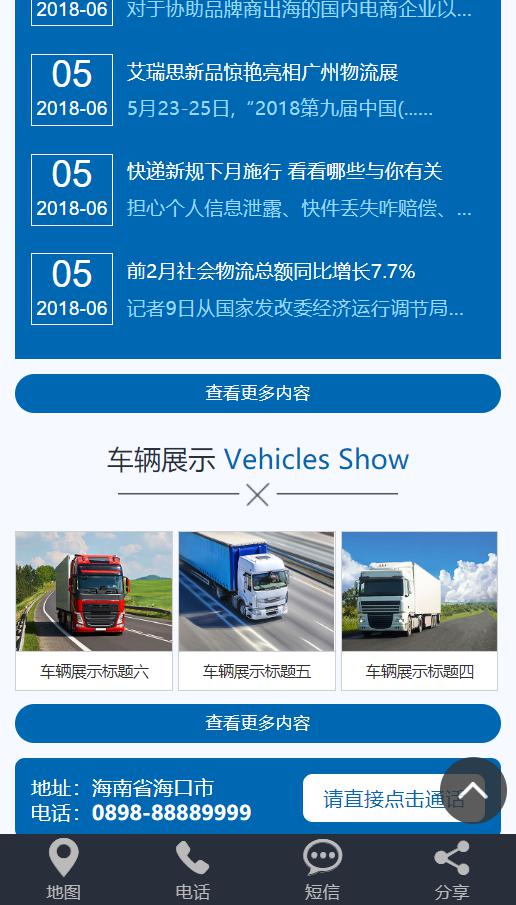 2018-06
对于协助品牌商出海的国内电商企业以...
05
2018-06
艾瑞思新品惊艳亮相广州物流展
5月23-25日，“2018第九届中国(......
05
2018-06
快递新规下月施行 看看哪些与你有关
担心个人信息泄露、快件丢失咋赔偿、...
05
2018-06
前2月社会物流总额同比增长7.7%
记者9日从国家发改委经济运行调节局...
查看更多内容
车辆展示 Vehicles Show
车辆展示标题六
车辆展示标题五
车辆展示标题四
查看更多内容
地址：海南省海口市
电话：0898-88889999
请直接点击通话
地图
电话
短信
分享